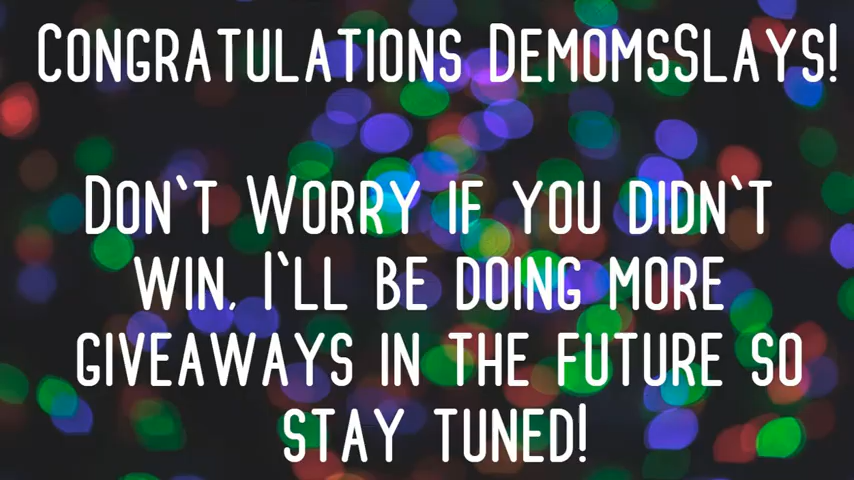 Congratulations DemomsSlays!
Don`t Worry if you didn`t
win, I`ll be doing more
giveaways in the future so
stay tuned!